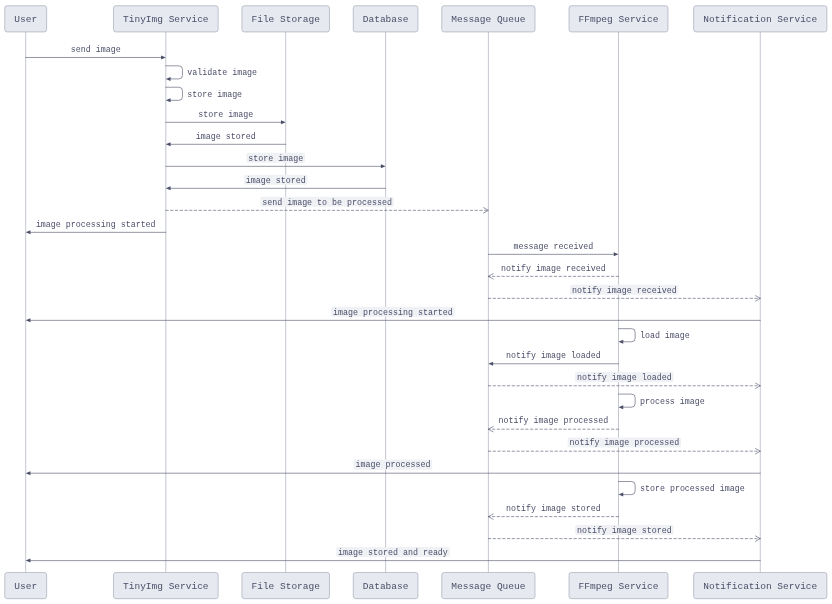 User TinyImg Service File Storage Database Message Queue FFmpeg Service Notification Service
send image
validate image
store image
store image
image stored
store image
image stored
send image to be processed
image processing started
message received
notify image received
notify image received
image processing started
load image
notify image loaded
notify image loaded
process image
notify image processed
notify image processed
image processed
store processed image
notify image stored
notify image stored
image stored and ready
User TinyImg Service File Storage Database Message Queue FFmpeg Service Notification Service